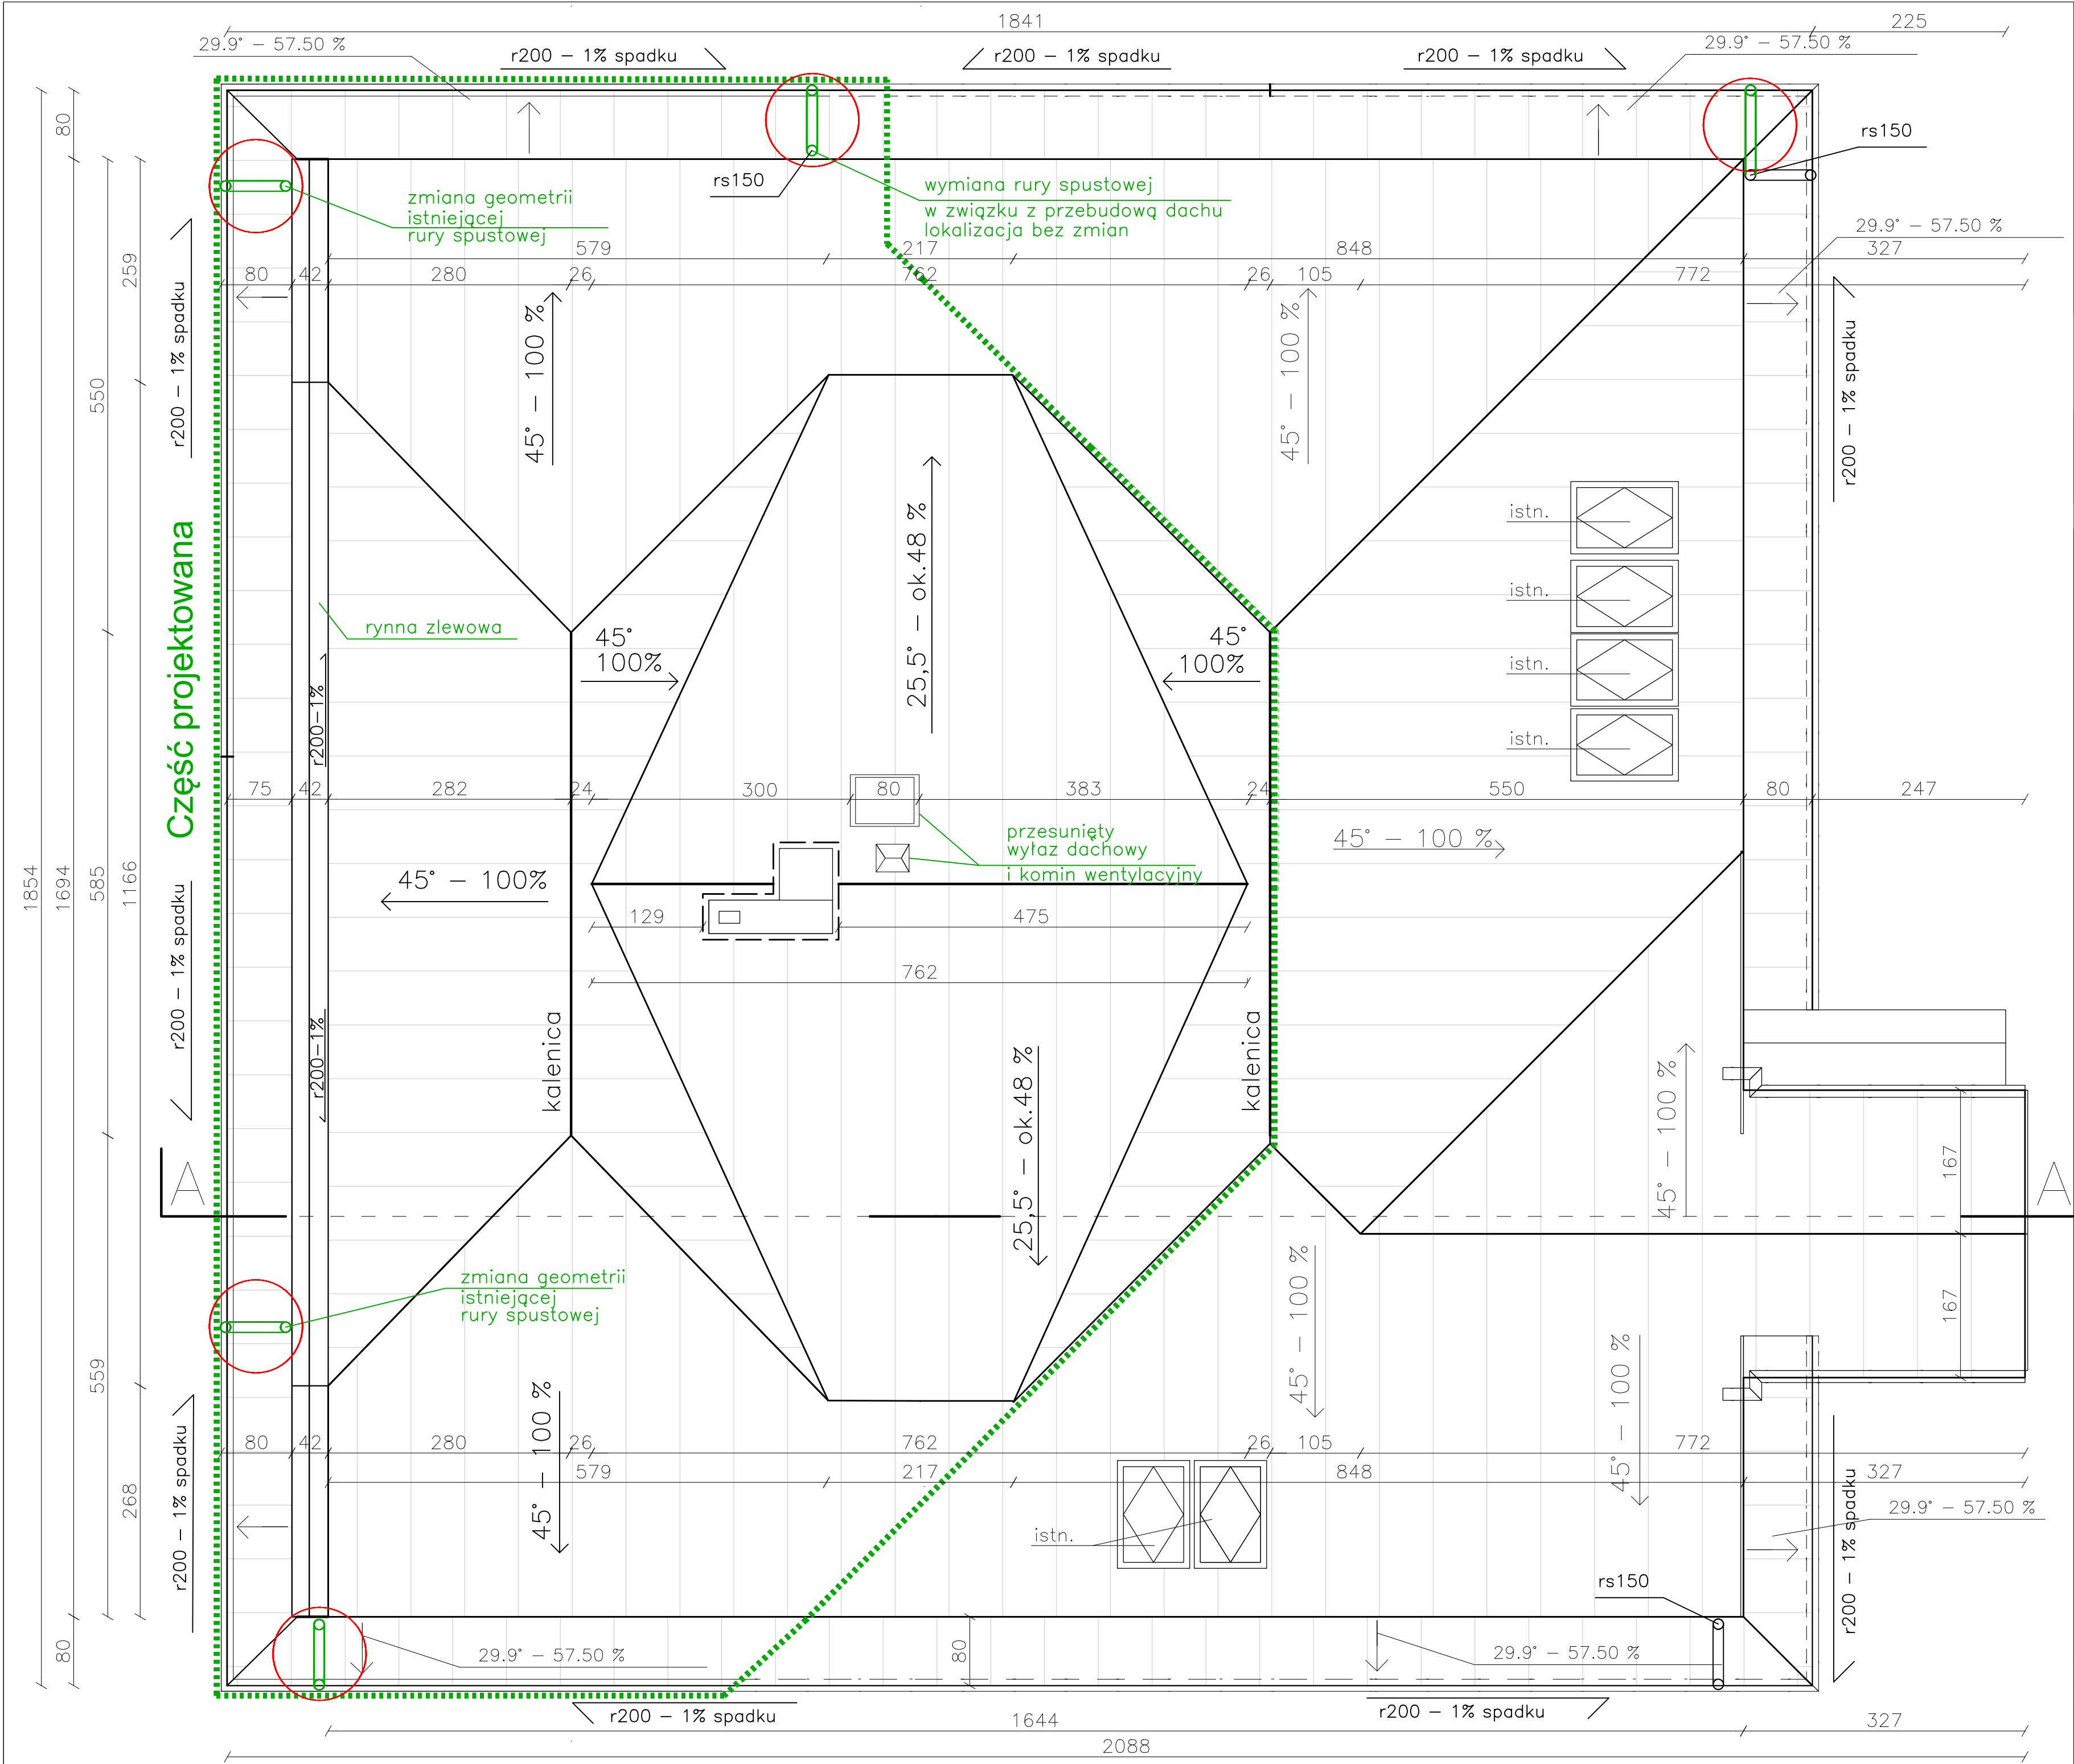 1841
225
29.9° – 57.50 %
r200 – 1% spadku
r200 – 1% spadku
r200 – 1% spadku
29.9° – 57.50 %
80
rs150
rs150
wymiana rury spustowej
w związku z przebudową dachu
lokalizacja bez zmian
zmiana geometrii
istniejącej
rury spustowej
29.9° – 57.50 %
579
217
848
327
80
42
280
26
762
26
105
772
259
550
r200 – 1% spadku
45° – 100 %
45° – 100 %
r200 – 1% spadku
25,5° – ok.48 %
istn.
istn.
istn.
istn.
Część projektowana
rynna zlewowa
45°
100%
45°
100%
r200–1%
75
42
282
24
300
80
383
24
550
80
247
przesunięty
wyłaz dachowy
i komin wentylacyjny
45° – 100 %
45° – 100%
1854
1694
585
1166
129
475
762
r200 – 1% spadku
r200–1%
kalenica
kalenica
25,5° – ok.48 %
45° – 100 %
167
A
A
167
zmiana geometrii
istniejącej
rury spustowej
45° – 100 %
45° – 100 %
45° – 100 %
559
268
r200 – 1% spadku
80
42
280
26
762
26
105
772
579
217
848
327
29.9° – 57.50 %
r200 – 1% spadku
istn.
rs150
80
29.9° – 57.50 %
80
29.9° – 57.50 %
r200 – 1% spadku
r200 – 1% spadku
1644
327
2088